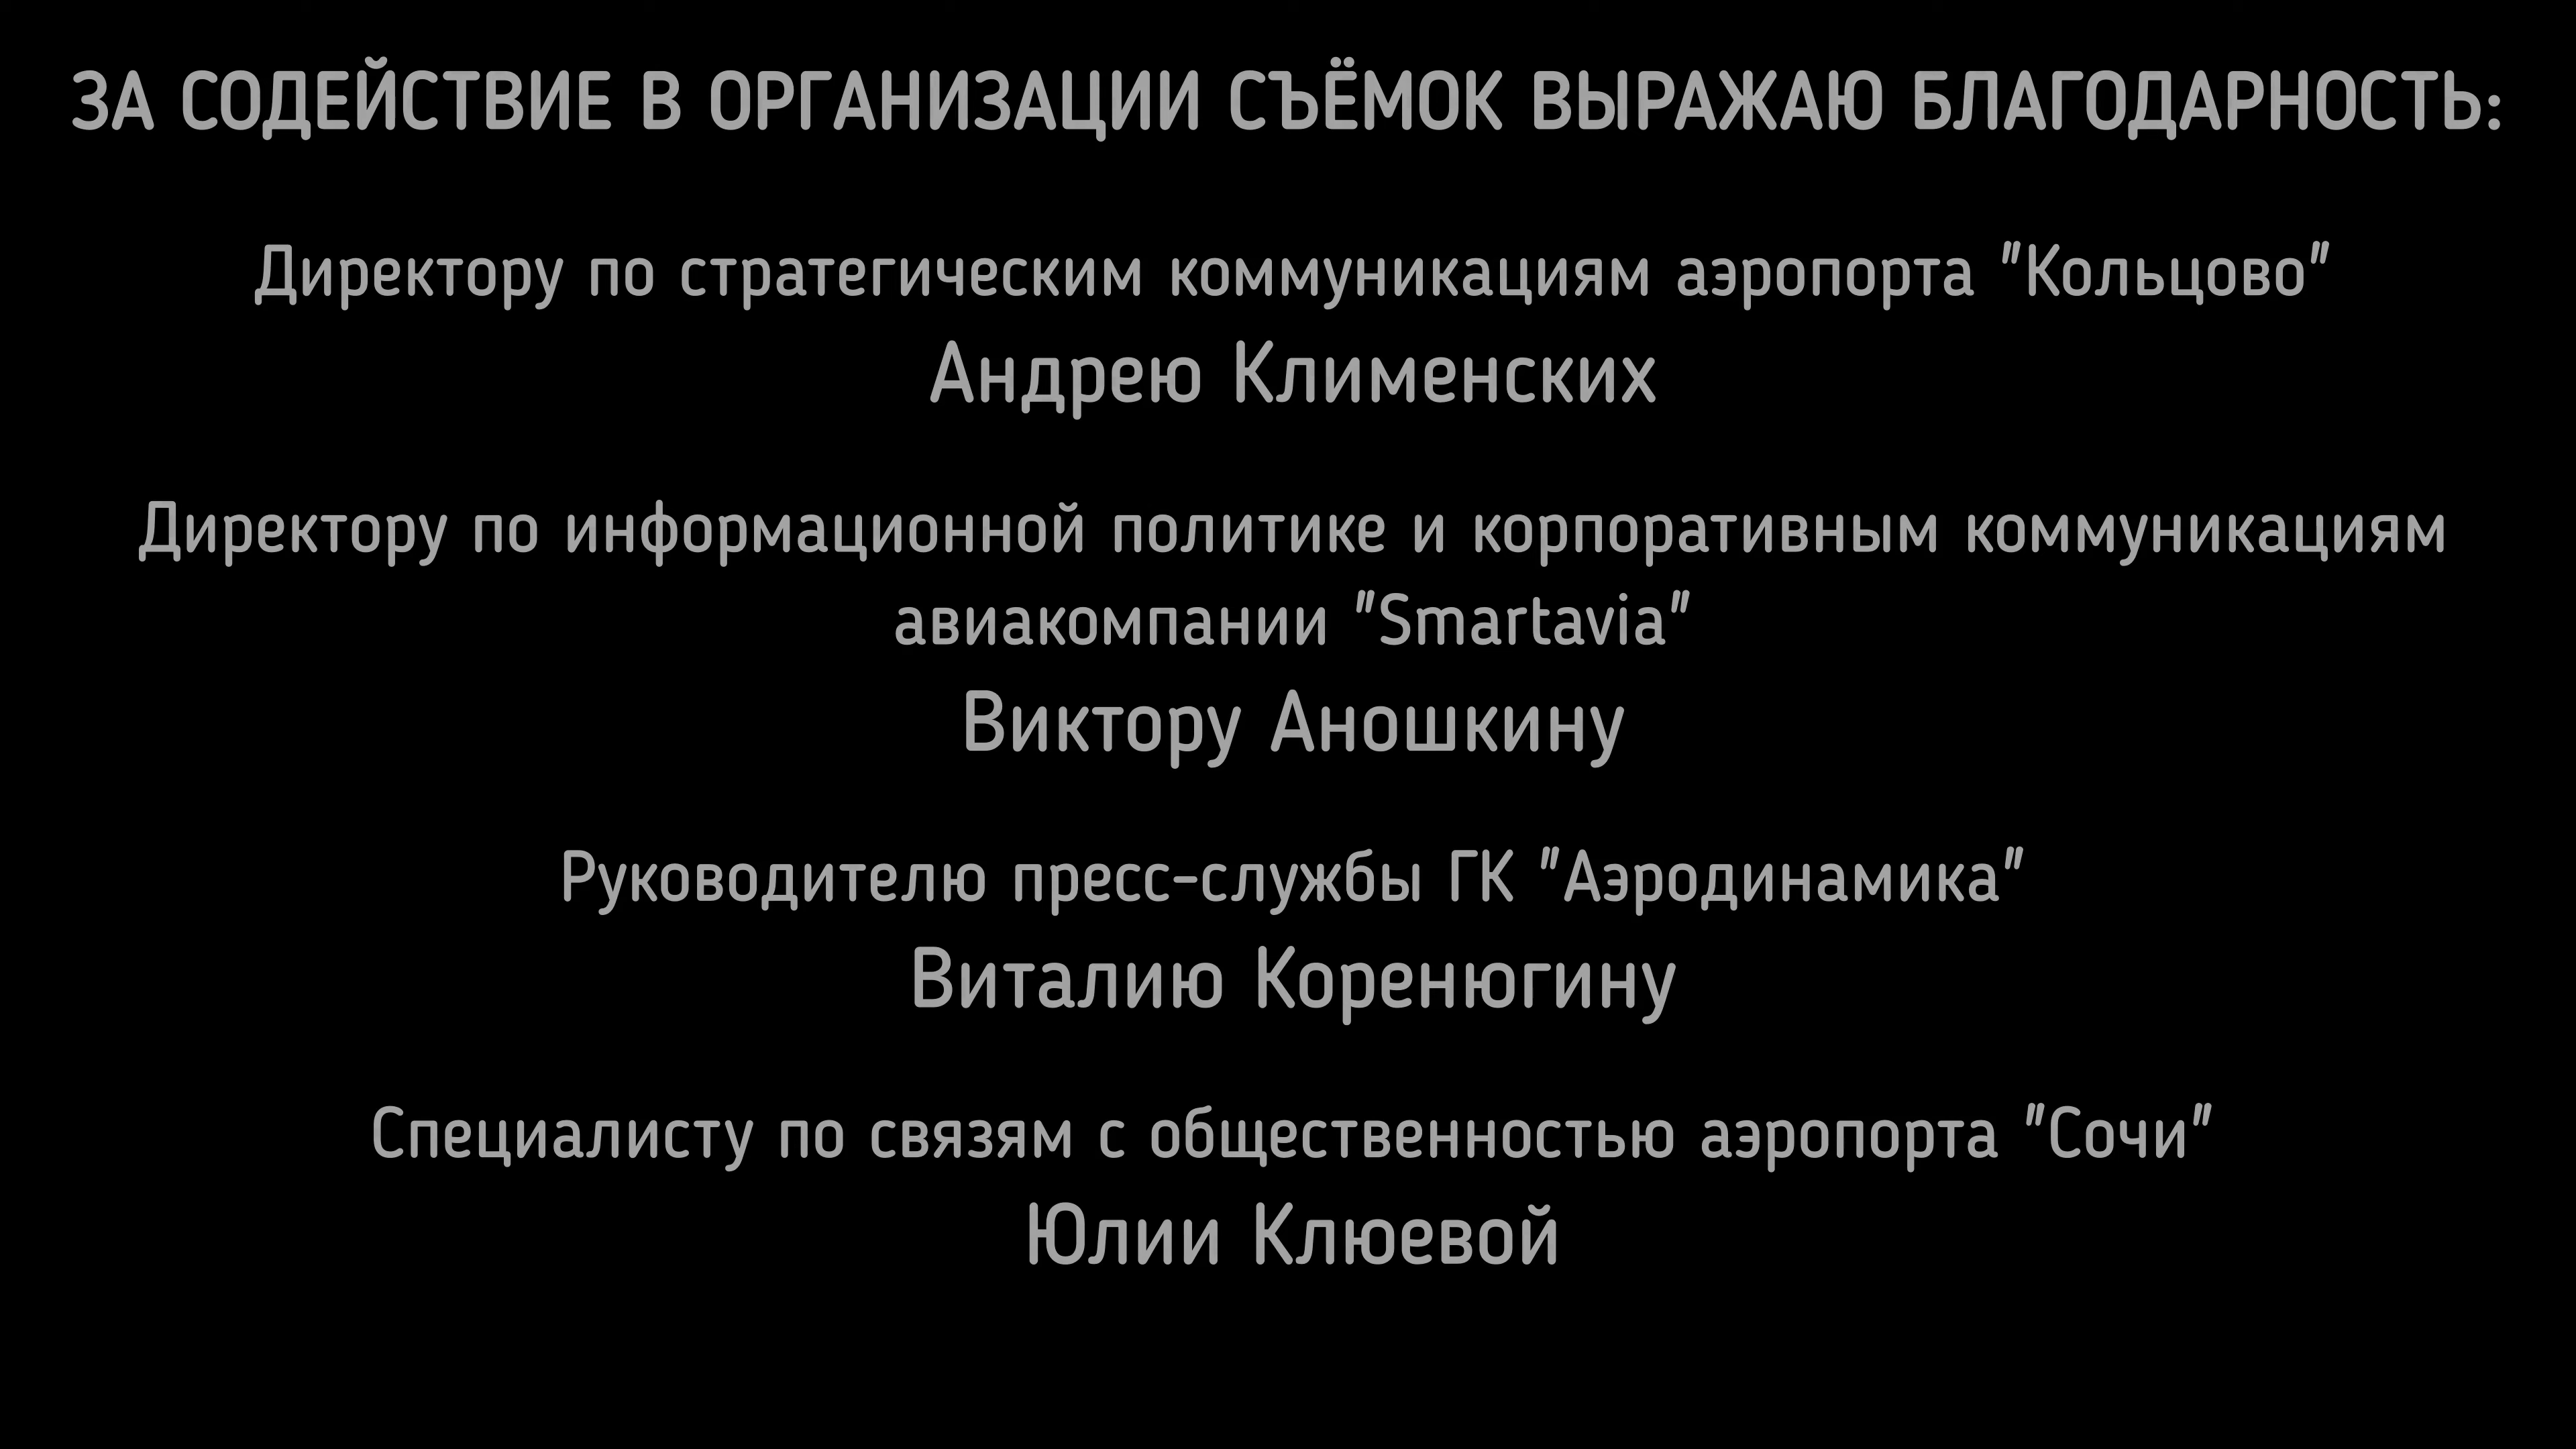 ЗА СОДЕЙСТВИЕ В ОРГАНИЗАЦИИ СЪЁМОК ВЫРАЖАЮ БЛАГОДАРНОСТЬ:
Директору по стратегическим коммуникациям аэропорта "Кольцово"
Андрею Клименских
Директору по информационной политике и корпоративным коммуникациям
авиакомпании "Smartavia"
Виктору Аношкину
Руководителю пресс-службы ГК "Аэродинамика"
Виталию Коренюгину
Специалисту по связям с общественностью аэропорта "Сочи"
Юлии Клюевой